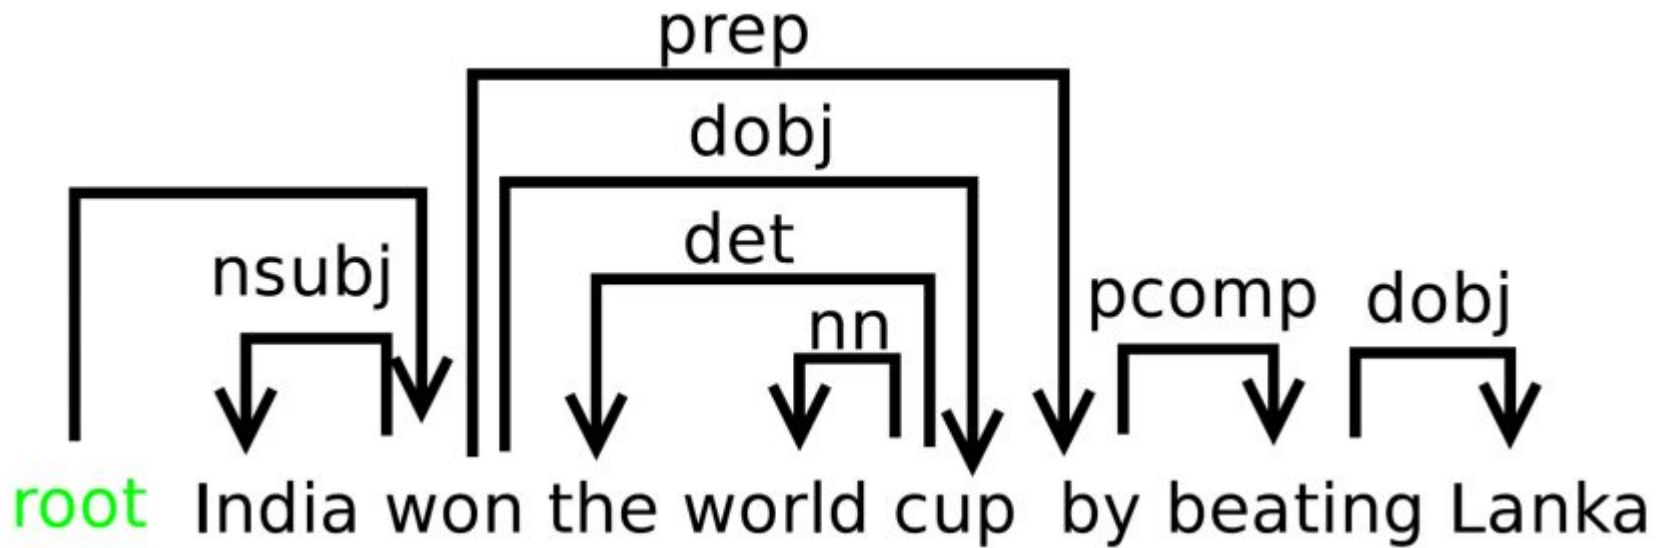 prep
dobj
det
nsubj
nn
pcomp dobj
root India won the world cup by beating Lanka